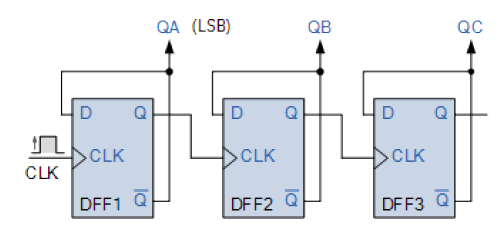 QA (LSB) QB QC
D Q D Q D Q
CLK CLK CLK
CLK
DFF1 Q̅ DFF2 Q̅ DFF3 Q̅